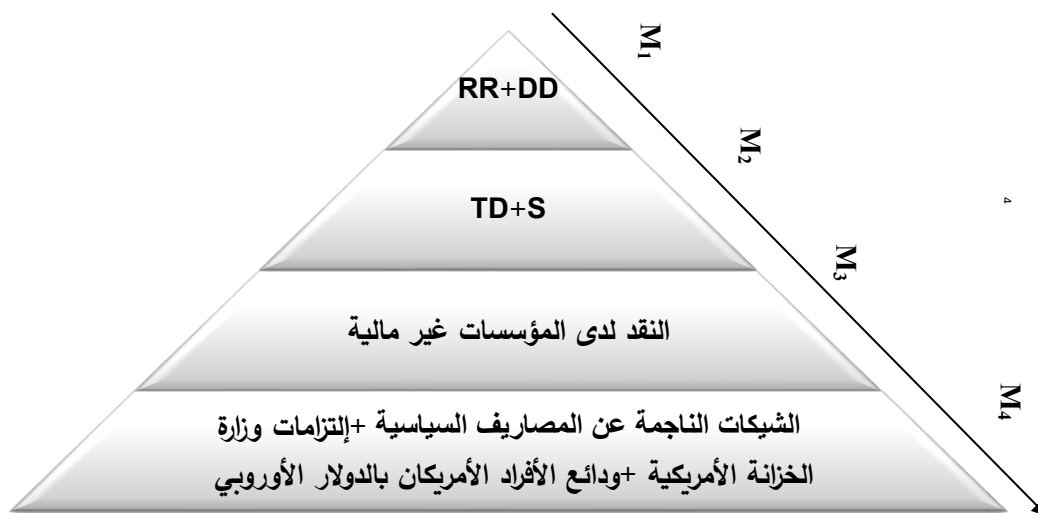 M₁
RR+DD
M₂
TD+S
4
M₃
النقد لدى المؤسسات غير مالية
M₄
الشيكات الناجمة عن المصاريف السياسية +إلتزامات وزارة
الخزانة الأمريكية +ودائع الأفراد الأمريكان بالدولار الأوروبي